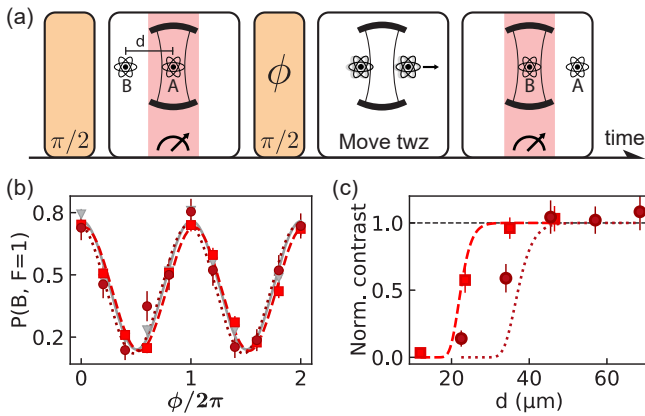 (a)
d
B
A
π/2
ϕ
π/2
Move twz
B
A
time
(b)
P(B, F=1)
0.8
0.5
0.2
0
1
2
ϕ/2π
(c)
Norm. contrast
1.0
0.5
0.0
20
40
60
d (μm)